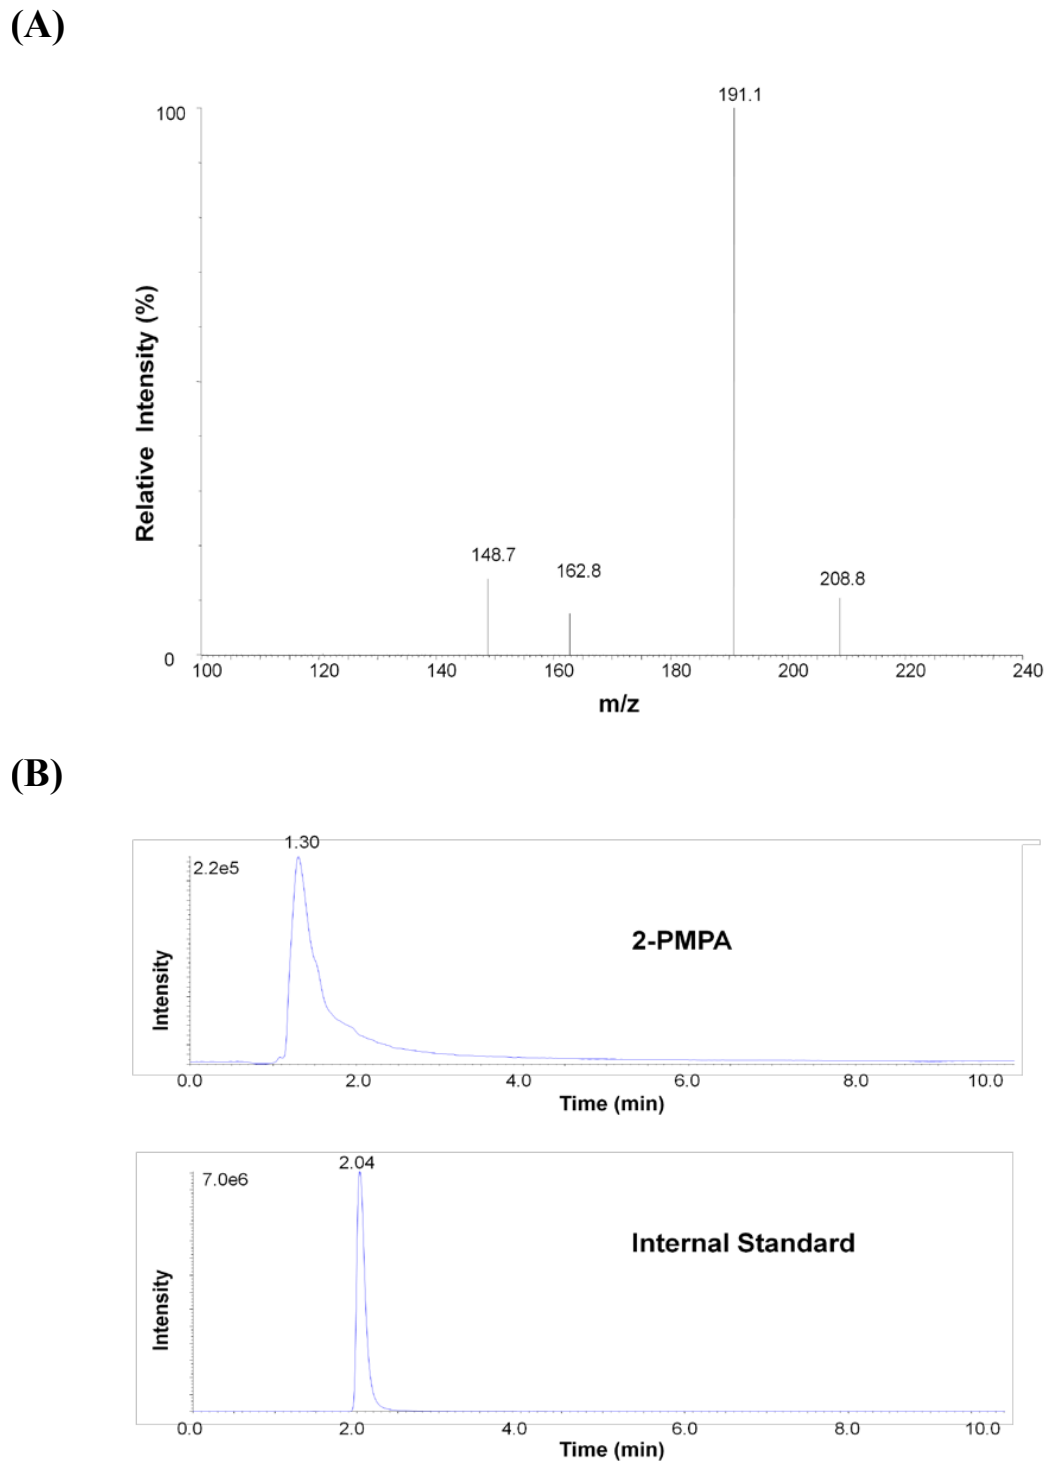 (A)
191.1
100
Relative Intensity (%)
148.7
162.8
208.8
0
100 120 140 160 180 200 220 240
m/z
(B)
1.30
2.2e5
2-PMPA
Intensity
0.0 2.0 4.0 6.0 8.0 10.0
Time (min)
2.04
7.0e6
Internal Standard
Intensity
0.0 2.0 4.0 6.0 8.0 10.0
Time (min)